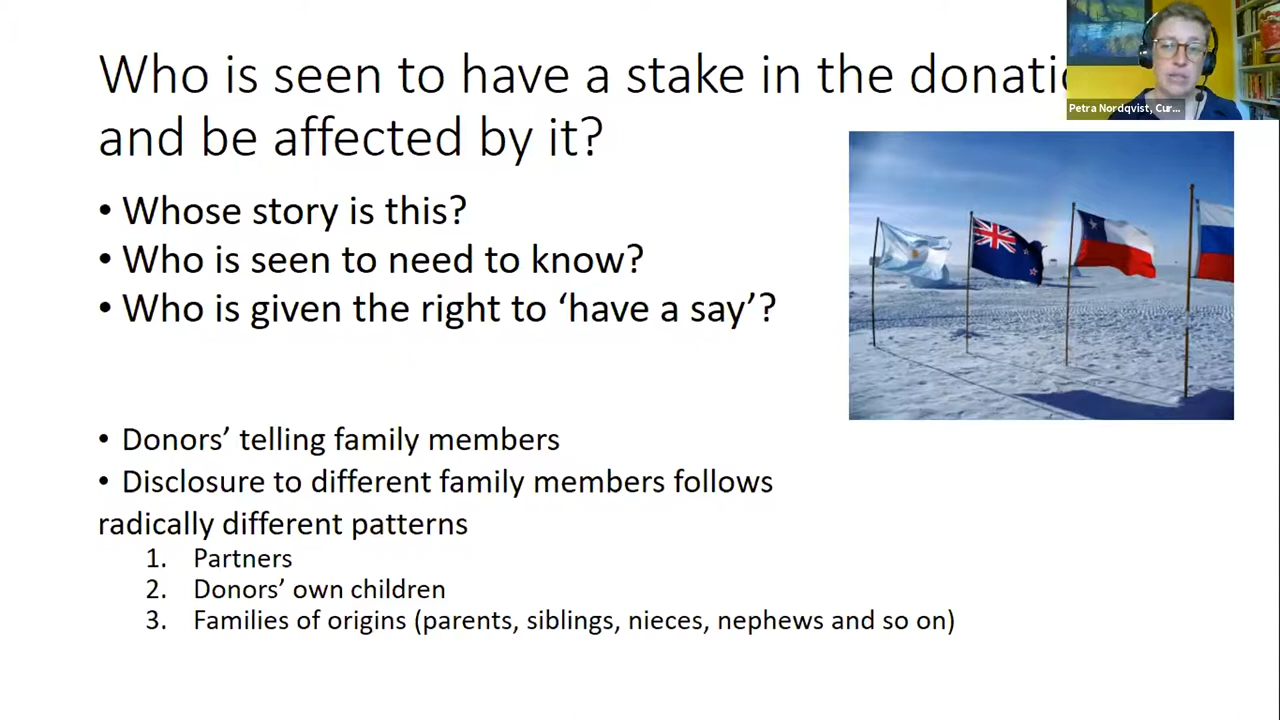 Who is seen to have a stake in the donati
and be affected by it?
Petra Nordqvist, Cur...
• Whose story is this?
• Who is seen to need to know?
• Who is given the right to ‘have a say’?
• Donors’ telling family members
• Disclosure to different family members follows
radically different patterns
1. Partners
2. Donors’ own children
3. Families of origins (parents, siblings, nieces, nephews and so on)